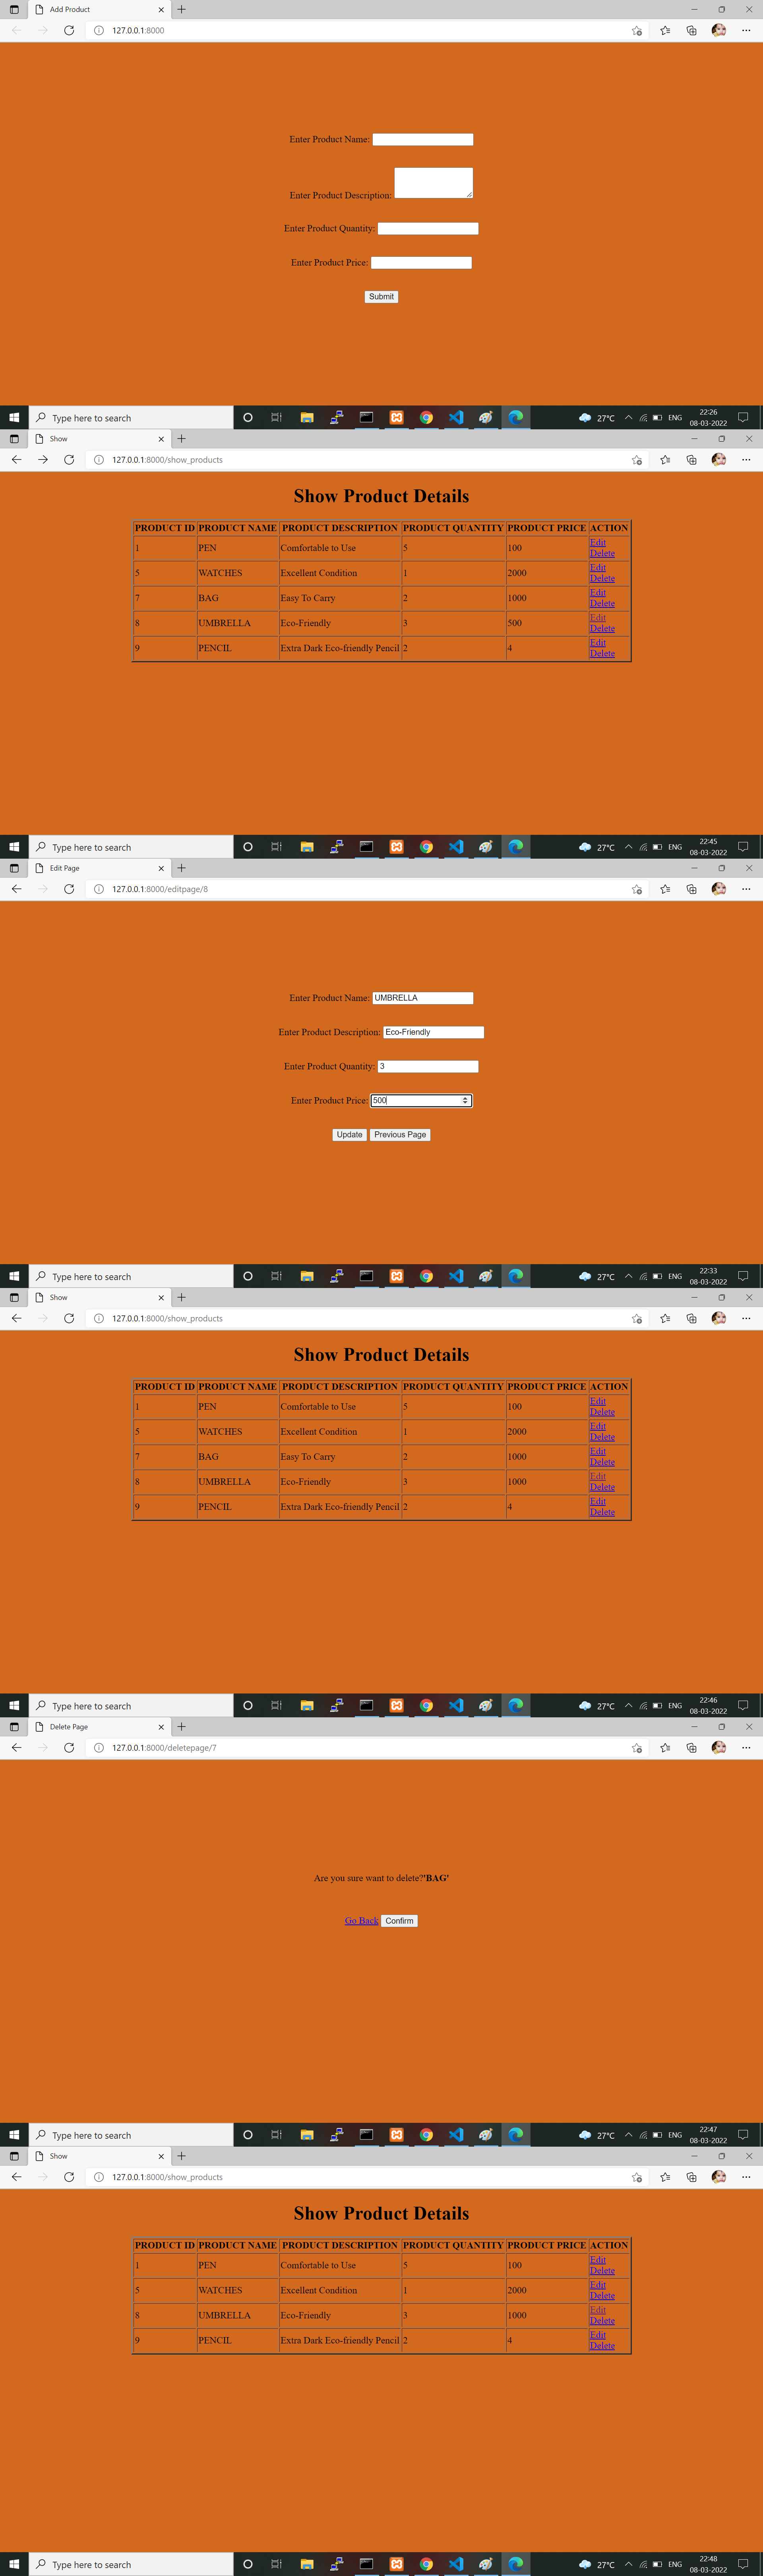 Add Product
127.0.0.1:8000
Enter Product Name:
Enter Product Description:
Enter Product Quantity:
Enter Product Price:
Submit
Type here to search
27°C
ENG
22:26
08-03-2022
Show
127.0.0.1:8000/show_products
Show Product Details
PRODUCT ID PRODUCT NAME PRODUCT DESCRIPTION PRODUCT QUANTITY PRODUCT PRICE ACTION
1 PEN Comfortable to Use 5 100 Edit
Delete
5 WATCHES Excellent Condition 1 2000 Edit
Delete
7 BAG Easy To Carry 2 1000 Edit
Delete
8 UMBRELLA Eco-Friendly 3 500 Edit
Delete
9 PENCIL Extra Dark Eco-friendly Pencil 2 4 Edit
Delete
Type here to search
27°C
ENG
22:45
08-03-2022
Edit Page
127.0.0.1:8000/editpage/8
Enter Product Name: UMBRELLA
Enter Product Description: Eco-Friendly
Enter Product Quantity: 3
Enter Product Price: 500
Update Previous Page
Type here to search
27°C
ENG
22:33
08-03-2022
Show
127.0.0.1:8000/show_products
Show Product Details
PRODUCT ID PRODUCT NAME PRODUCT DESCRIPTION PRODUCT QUANTITY PRODUCT PRICE ACTION
1 PEN Comfortable to Use 5 100 Edit
Delete
5 WATCHES Excellent Condition 1 2000 Edit
Delete
7 BAG Easy To Carry 2 1000 Edit
Delete
8 UMBRELLA Eco-Friendly 3 1000 Edit
Delete
9 PENCIL Extra Dark Eco-friendly Pencil 2 4 Edit
Delete
Type here to search
27°C
ENG
22:46
08-03-2022
Delete Page
127.0.0.1:8000/deletepage/7
Are you sure want to delete?'BAG'
Go Back Confirm
Type here to search
27°C
ENG
22:47
08-03-2022
Show
127.0.0.1:8000/show_products
Show Product Details
PRODUCT ID PRODUCT NAME PRODUCT DESCRIPTION PRODUCT QUANTITY PRODUCT PRICE ACTION
1 PEN Comfortable to Use 5 100 Edit
Delete
5 WATCHES Excellent Condition 1 2000 Edit
Delete
8 UMBRELLA Eco-Friendly 3 1000 Edit
Delete
9 PENCIL Extra Dark Eco-friendly Pencil 2 4 Edit
Delete
Type here to search
27°C
ENG
22:48
08-03-2022